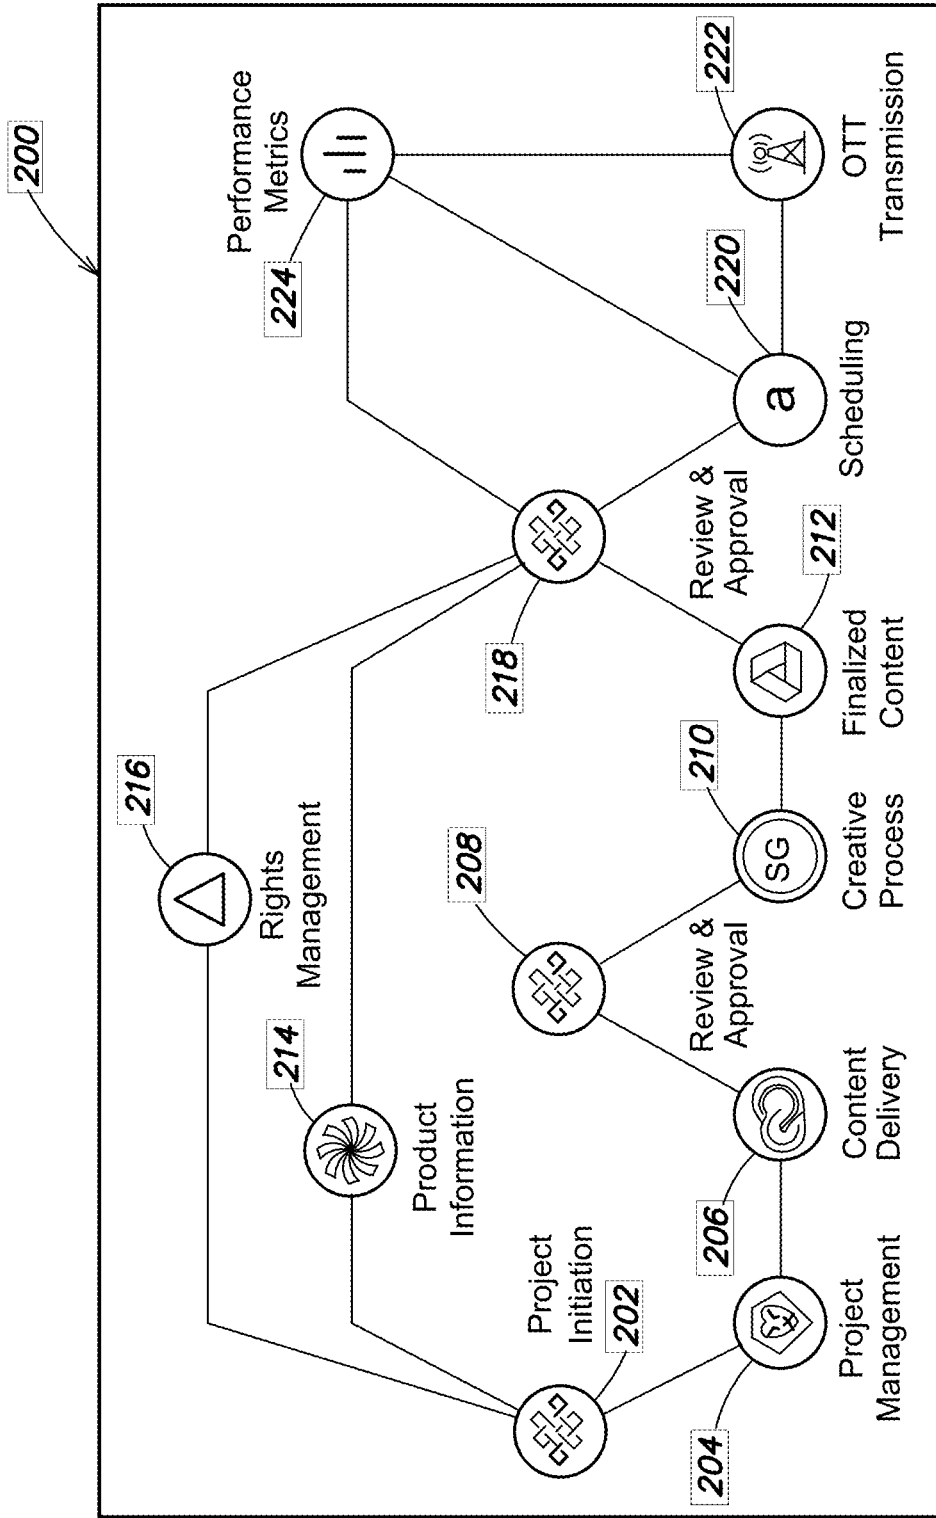 200
216
Rights
Management
214
Product
Information
Performance
Metrics
224
Project
Initiation
202
208
Review &
Approval
218
Review &
Approval
204
Project
Management
206
Content
Delivery
210
SG
Creative
Process
212
Finalized
Content
220
a
Scheduling
222
OTT
Transmission